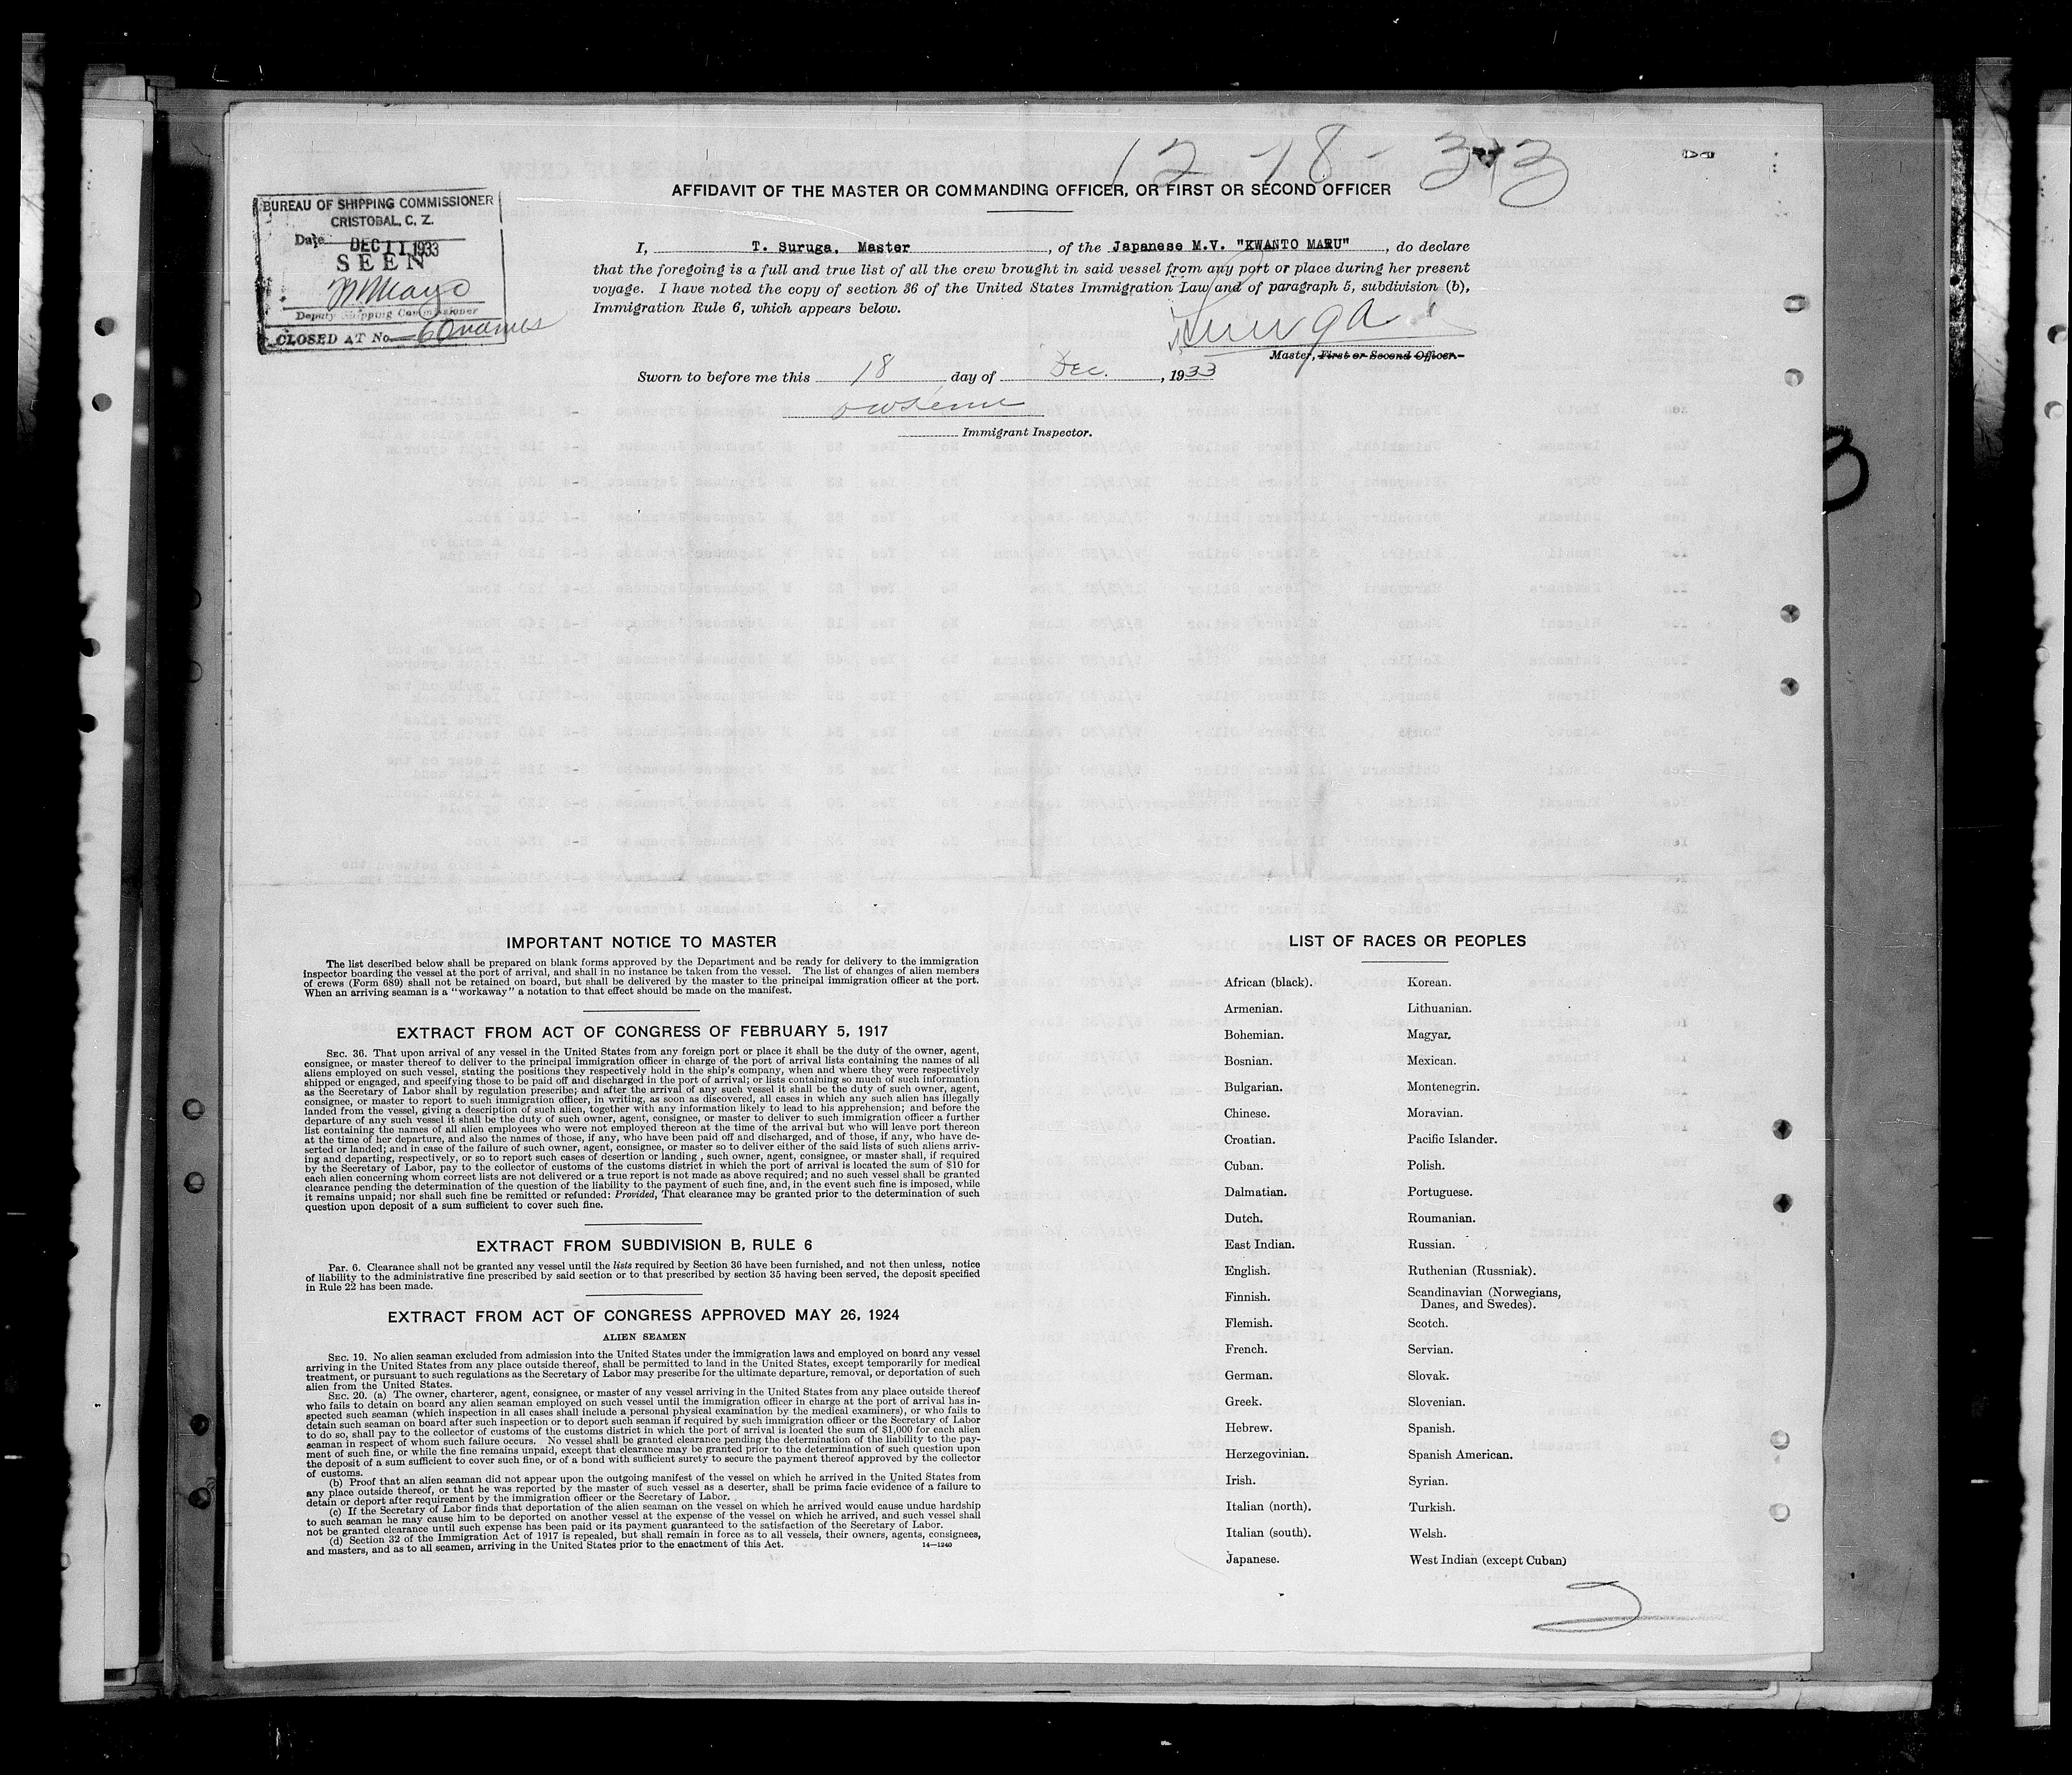 12-18-33
BUREAU OF SHIPPING COMMISSIONER
CRISTOBAL, C. Z.
Date DEC 11 1933
SEEN
Deputy Shipping Commissioner
CLOSED AT No. 60 names
AFFIDAVIT OF THE MASTER OR COMMANDING OFFICER, OR FIRST OR SECOND OFFICER
I, T. Suruga, Master, of the Japanese M.V. "KWANTO MARU", do declare
that the foregoing is a full and true list of all the crew brought in said vessel from any port or place during her present
voyage. I have noted the copy of section 36 of the United States Immigration Law and of paragraph 5, subdivision (b),
Immigration Rule 6, which appears below.
Suruga
Master, First or Second Officer.
Sworn to before me this 18 day of Dec., 1933
Immigrant Inspector.
IMPORTANT NOTICE TO MASTER
The list described below shall be prepared on blank forms approved by the Department and be ready for delivery to the immigration
inspector boarding the vessel at the port of arrival, and shall in no instance be taken from the vessel. The list of changes of alien members
of crews (Form 689) shall not be retained on board, but shall be delivered by the master to the principal immigration officer at the port.
When an arriving seaman is a "workaway" a notation to that effect should be made on the manifest.
EXTRACT FROM ACT OF CONGRESS OF FEBRUARY 5, 1917
SEC. 36. That upon arrival of any vessel in the United States from any foreign port or place it shall be the duty of the owner, agent,
consignee, or master thereof to deliver to the principal immigration officer in charge of the port of arrival lists containing the names of all
aliens employed on such vessel, stating the positions they respectively hold in the ship's company, when and where they were respectively
shipped or engaged, and specifying those to be paid off and discharged in the port of arrival; or lists containing so much of such information
as the Secretary of Labor shall by regulation prescribe; and after the arrival of any such vessel it shall be the duty of such owner, agent,
consignee, or master to report to such immigration officer, in writing, as soon as discovered, all cases in which any such alien has illegally
landed from the vessel, giving a description of such alien, together with any information likely to lead to his apprehension; and before the
departure of any such vessel it shall be the duty of such owner, agent, consignee, or master to deliver to such immigration officer a further
list containing the names of all alien employees who were not employed thereon at the time of the arrival but who will leave port thereon
at the time of her departure, and also the names of those, if any, who have been paid off and discharged, and of those, if any, who have de-
serted or landed; and in case of the failure of such owner, agent, consignee, or master so to deliver either of the said lists of such aliens arriv-
ing and departing, respectively, or so to report such cases of desertion or landing, such owner, agent, consignee, or master shall, if required
by the Secretary of Labor, pay to the collector of customs of the customs district in which the port of arrival is located the sum of $10 for
each alien concerning whom correct lists are not delivered or a true report is not made as above required; and no such vessel shall be granted
clearance pending the determination of the question of the liability to the payment of such fine, and, in the event such fine is imposed, while
it remains unpaid; nor shall such fine be remitted or refunded: Provided, That clearance may be granted prior to the determination of such
question upon deposit of a sum sufficient to cover such fine.
EXTRACT FROM SUBDIVISION B, RULE 6
Par. 6. Clearance shall not be granted any vessel until the lists required by Section 36 have been furnished, and not then unless, notice
of liability to the administrative fine prescribed by said section or to that prescribed by section 35 having been served, the deposit specified
in Rule 22 has been made.
EXTRACT FROM ACT OF CONGRESS APPROVED MAY 26, 1924
ALIEN SEAMEN
SEC. 19. No alien seaman excluded from admission into the United States under the immigration laws and employed on board any vessel
arriving in the United States from any place outside thereof, shall be permitted to land in the United States, except temporarily for medical
treatment, or pursuant to such regulations as the Secretary of Labor may prescribe for the ultimate departure, removal, or deportation of such
alien from the United States.
SEC. 20. (a) The owner, charterer, agent, consignee, or master of any vessel arriving in the United States from any place outside thereof
who fails to detain on board any alien seaman employed on such vessel until the immigration officer in charge at the port of arrival has in-
spected such seaman (which inspection in all cases shall include a personal physical examination by the medical examiners), or who fails to
detain such seaman on board after such inspection or to deport such seaman if required by such immigration officer or the Secretary of Labor
to do so, shall pay to the collector of customs of the customs district in which the port of arrival is located the sum of $1,000 for each alien
seaman in respect of whom such failure occurs. No vessel shall be granted clearance pending the determination of the liability to the pay-
ment of such fine, or while the fine remains unpaid, except that clearance may be granted prior to the determination of such question upon
the deposit of a sum sufficient to cover such fine, or of a bond with sufficient surety to secure the payment thereof approved by the collector
of customs.
(b) Proof that an alien seaman did not appear upon the outgoing manifest of the vessel on which he arrived in the United States from
any place outside thereof, or that he was reported by the master of such vessel as a deserter, shall be prima facie evidence of a failure to
detain or deport after requirement by the immigration officer or the Secretary of Labor.
(c) If the Secretary of Labor finds that deportation of the alien seaman on the vessel on which he arrived would cause undue hardship
to such seaman he may cause him to be deported on another vessel at the expense of the vessel on which he arrived, and such vessel shall
not be granted clearance until such expense has been paid or its payment guaranteed to the satisfaction of the Secretary of Labor.
(d) Section 32 of the Immigration Act of 1917 is repealed, but shall remain in force as to all vessels, their owners, agents, consignees,
and masters, and as to all seamen, arriving in the United States prior to the enactment of this Act.
14—1240
LIST OF RACES OR PEOPLES
African (black).
Armenian.
Bohemian.
Bosnian.
Bulgarian.
Chinese.
Croatian.
Cuban.
Dalmatian.
Dutch.
East Indian.
English.
Finnish.
Flemish.
French.
German.
Greek.
Hebrew.
Herzegovinian.
Irish.
Italian (north).
Italian (south).
Japanese.
Korean.
Lithuanian.
Magyar.
Mexican.
Montenegrin.
Moravian.
Pacific Islander.
Polish.
Portuguese.
Roumanian.
Russian.
Ruthenian (Russniak).
Scandinavian (Norwegians,
Danes, and Swedes).
Scotch.
Servian.
Slovak.
Slovenian.
Spanish.
Spanish American.
Syrian.
Turkish.
Welsh.
West Indian (except Cuban)